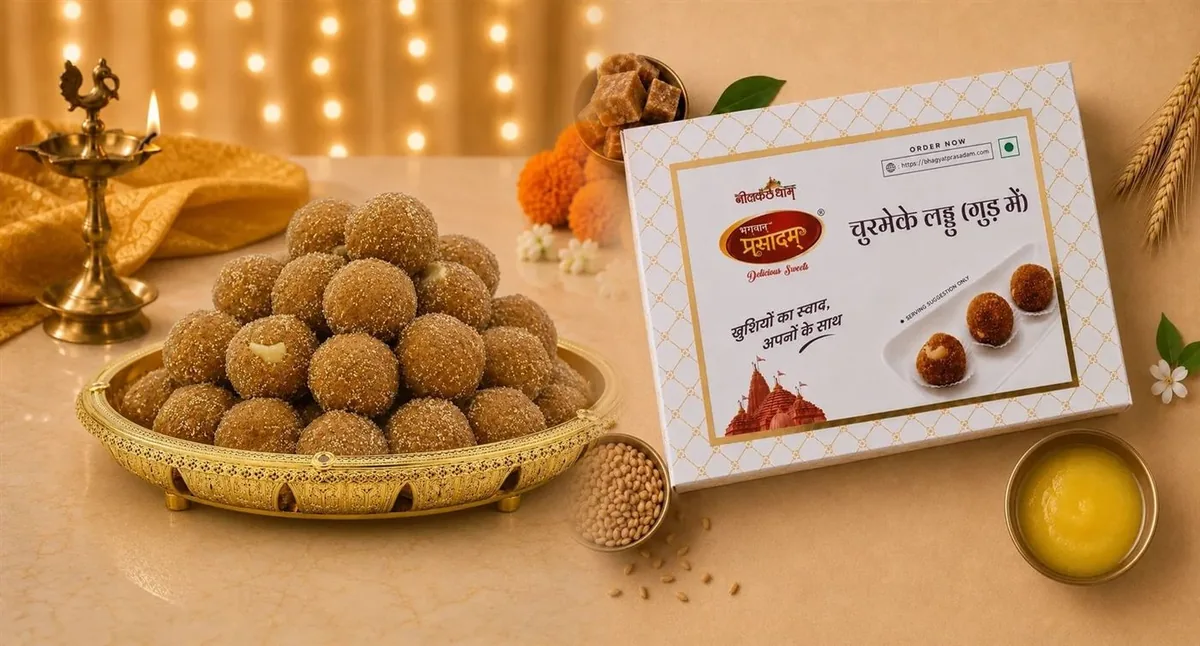 ORDER NOW
https://bhagyatprasadam.com
नीलकंठ धाम
भगवान
प्रसादम्
®
Delicious Sweets
चुरमेके लड्डु (गुड़ में)
SERVING SUGGESTION ONLY
खुशियों का स्वाद,
अपनों के साथ